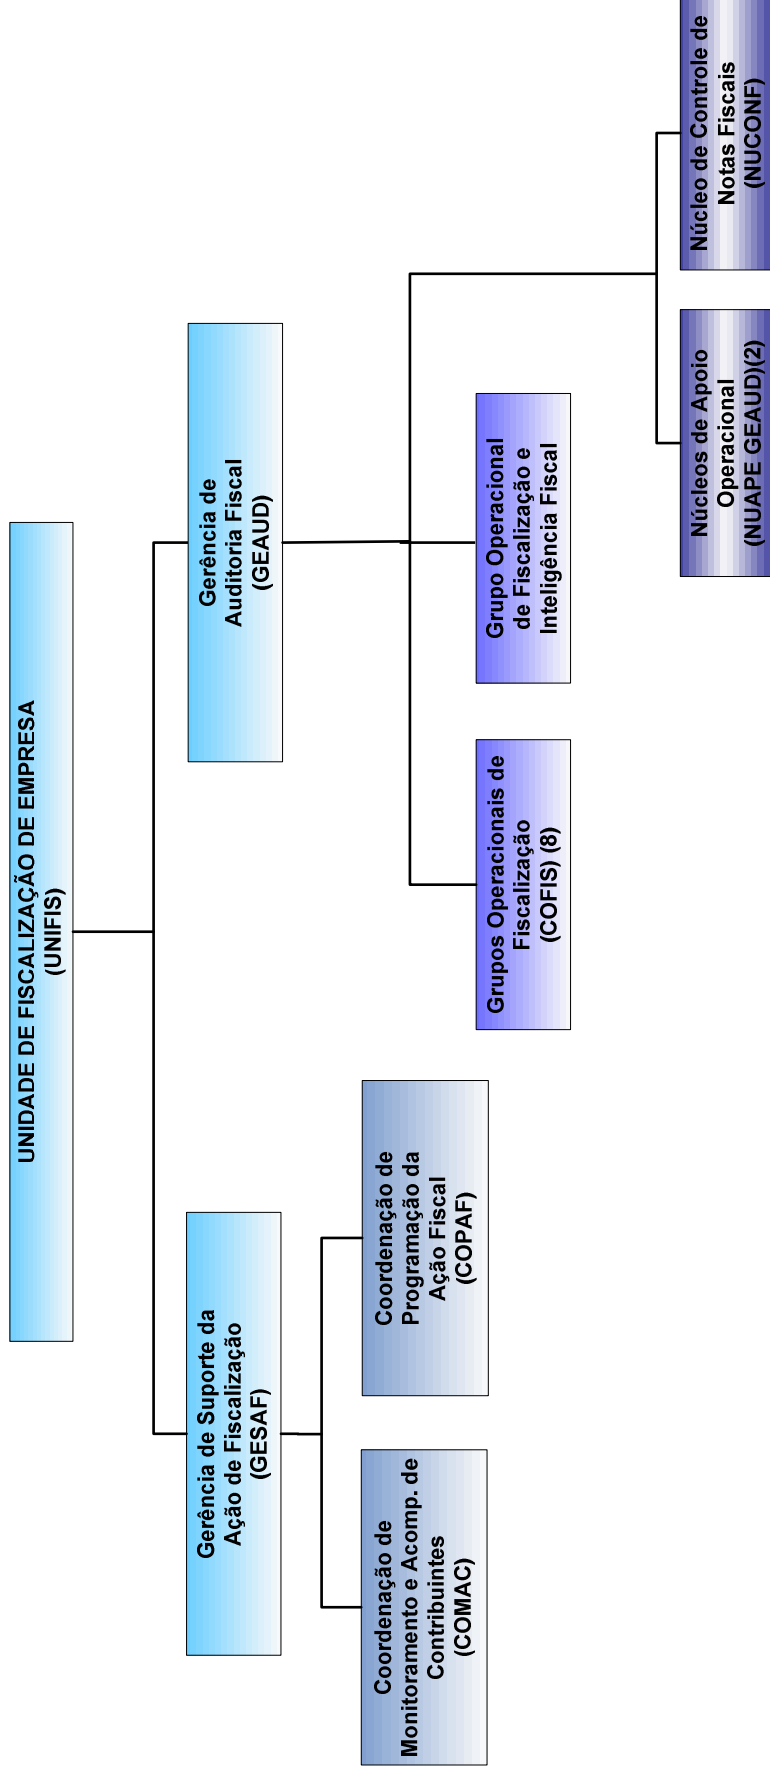 UNIDADE DE FISCALIZAÇÃO DE EMPRESA
(UNIFIS)
Gerência de Suporte da
Ação de Fiscalização
(GESAF)
Gerência de
Auditoria Fiscal
(GEAUD)
Coordenação de
Monitoramento e Acomp. de
Contribuintes
(COMAC)
Coordenação de
Programação da
Ação Fiscal
(COPAF)
Grupos Operacionais de
Fiscalização
(COFIS) (8)
Grupo Operacional
de Fiscalização e
Inteligência Fiscal
Núcleos de Apoio
Operacional
(NUAPE GEAUD)(2)
Núcleo de Controle de
Notas Fiscais
(NUCONF)